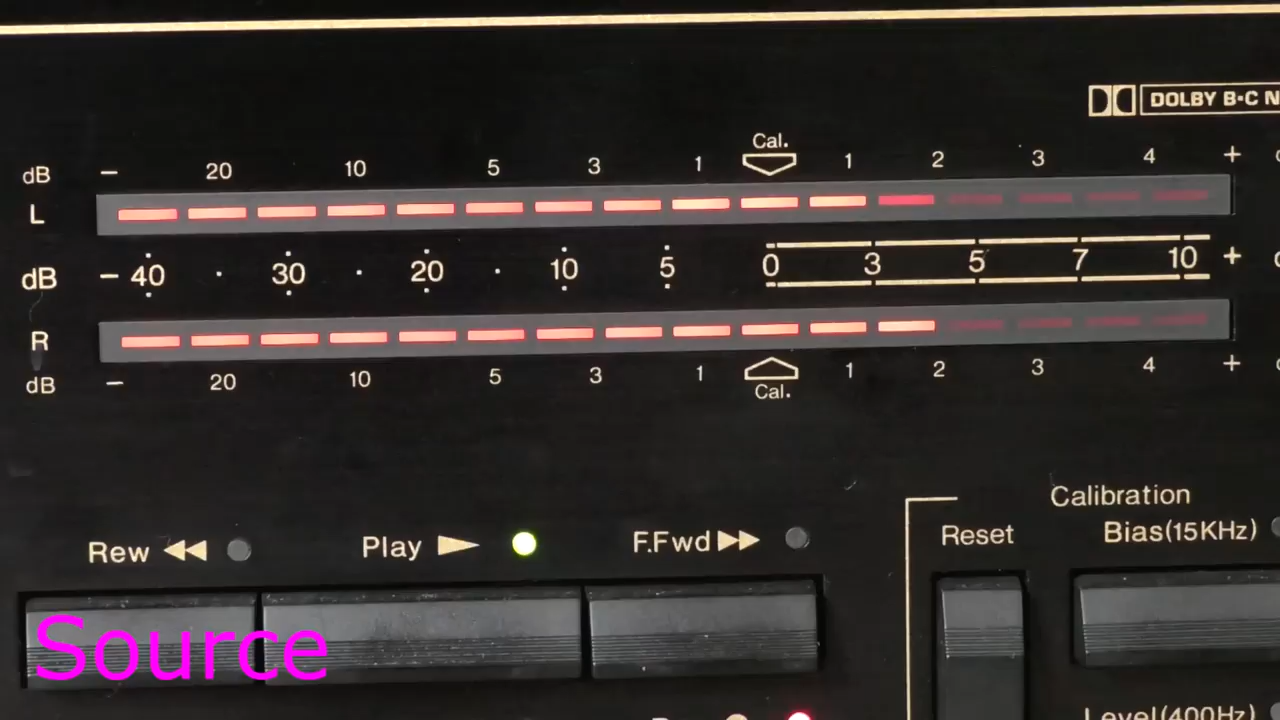 DOLBY B·C N
Cal.
dB – 20 10 5 3 1 1 2 3 4 +
L
dB – 40 · 30 · 20 · 10 5 0 3 5 7 10 +
R
dB – 20 10 5 3 1 1 2 3 4 +
Cal.
Calibration
Rew Play F.Fwd Reset Bias(15KHz)
Source
Level(400Hz)